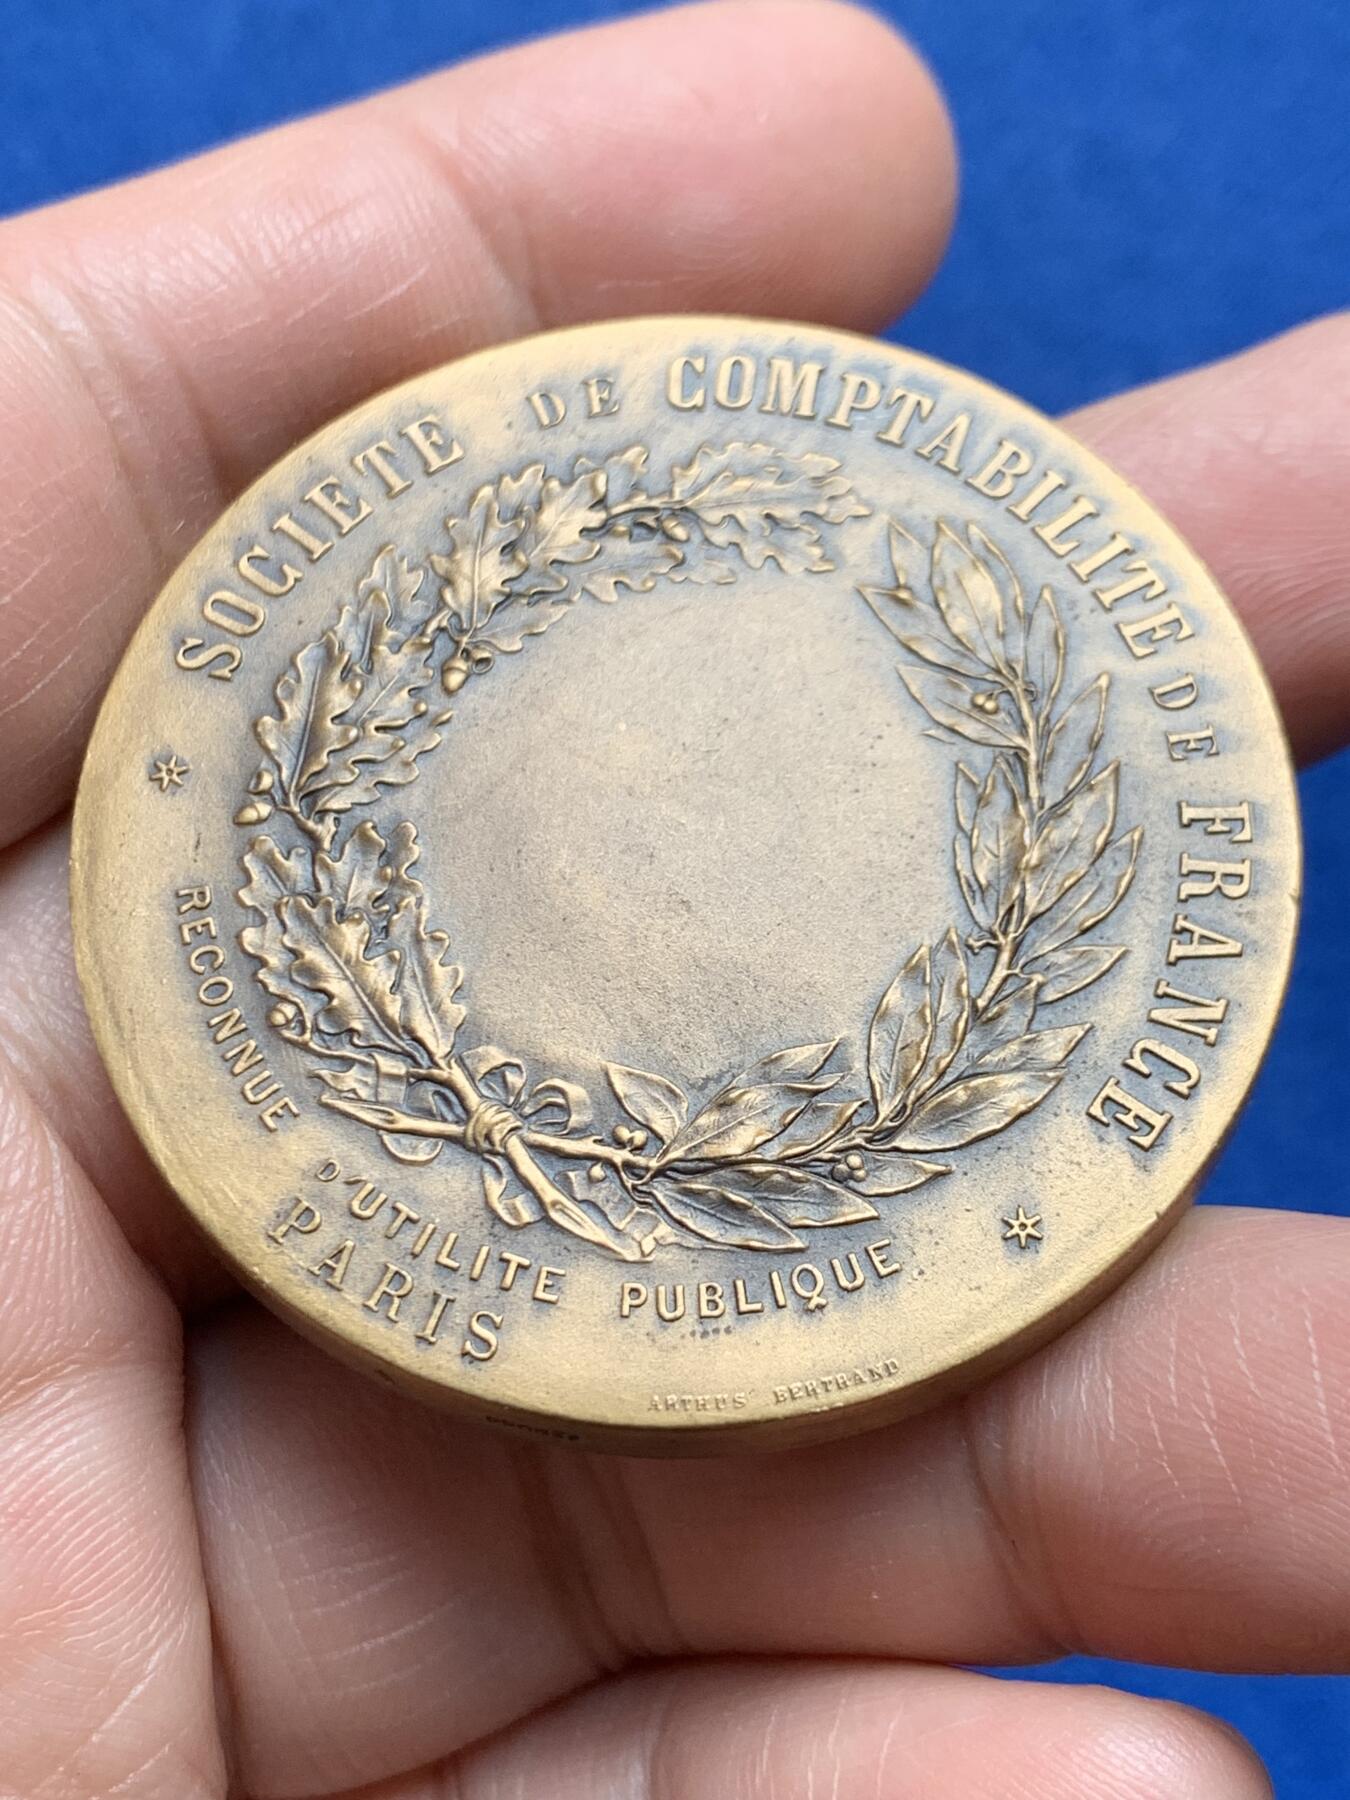 SOCIETE DE COMPTABILITE DE FRANCE
RECONNUE D'UTILITE PUBLIQUE
PARIS
ARTHUS BERTRAND